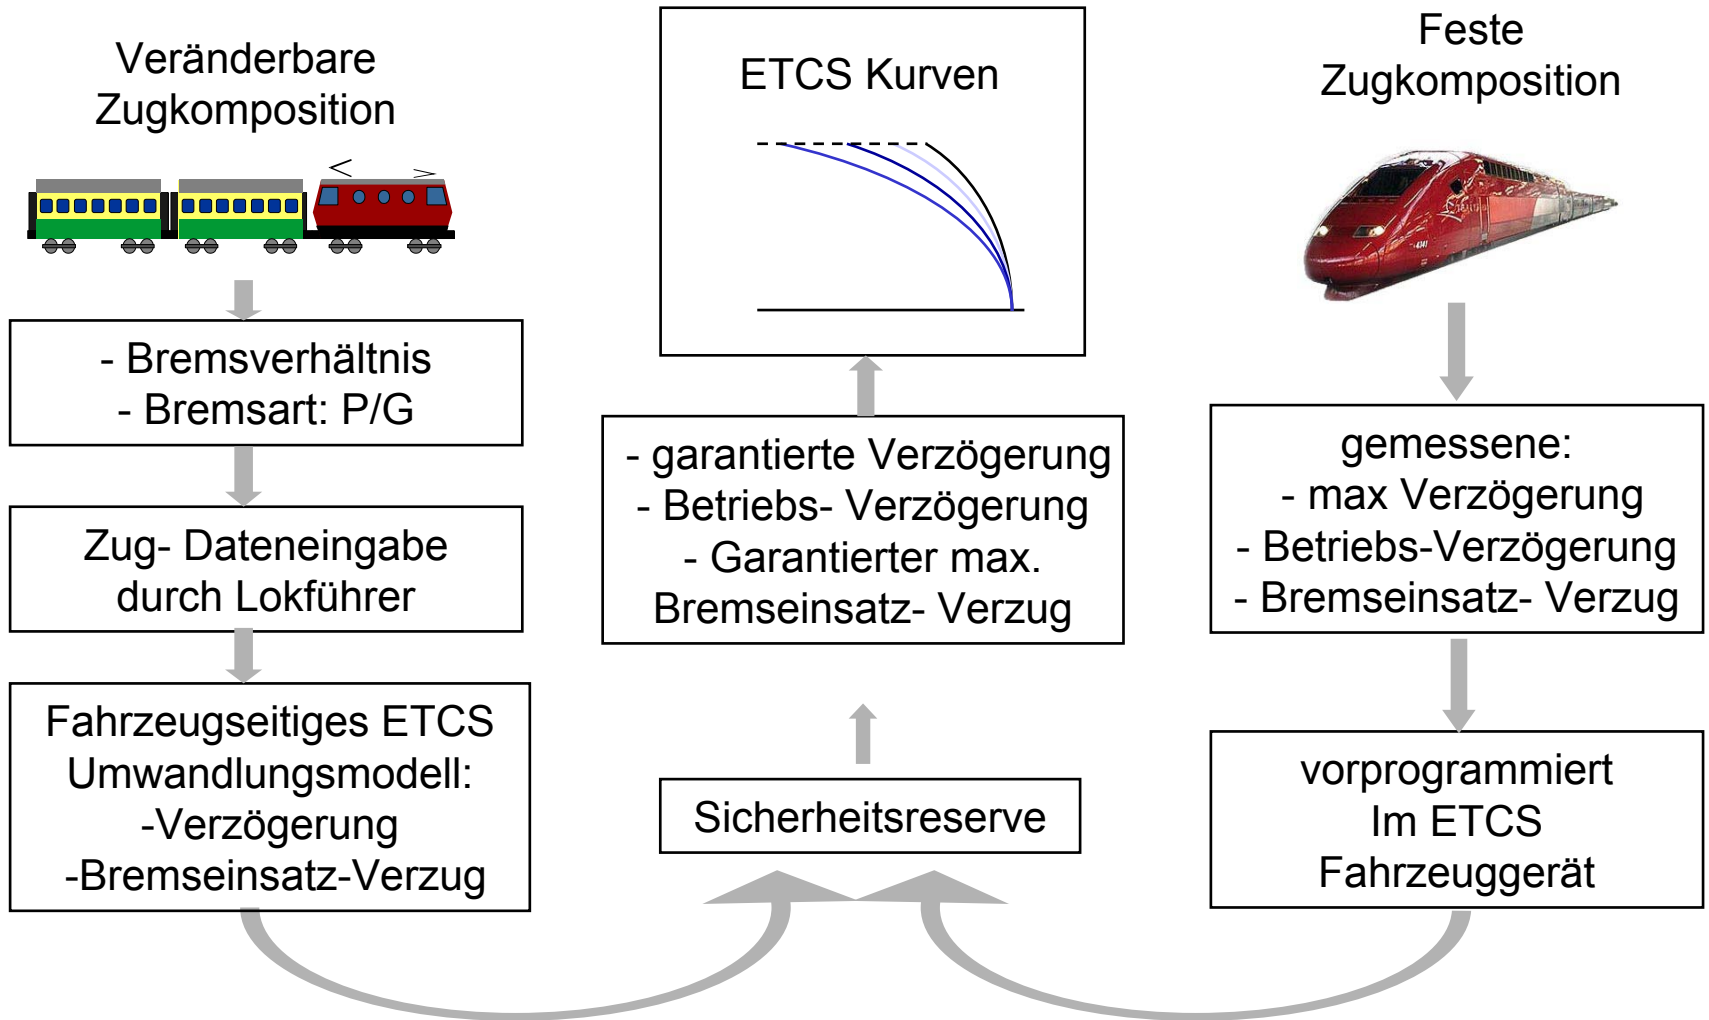 Veränderbare
Zugkomposition
- Bremsverhältnis
- Bremsart: P/G
Zug- Dateneingabe
durch Lokführer
Fahrzeugseitiges ETCS
Umwandlungsmodell:
-Verzögerung
-Bremseinsatz-Verzug
ETCS Kurven
- garantierte Verzögerung
- Betriebs- Verzögerung
- Garantierter max.
Bremseinsatz- Verzug
Sicherheitsreserve
Feste
Zugkomposition
4341
gemessene:
- max Verzögerung
- Betriebs-Verzögerung
- Bremseinsatz- Verzug
vorprogrammiert
Im ETCS
Fahrzeuggerät